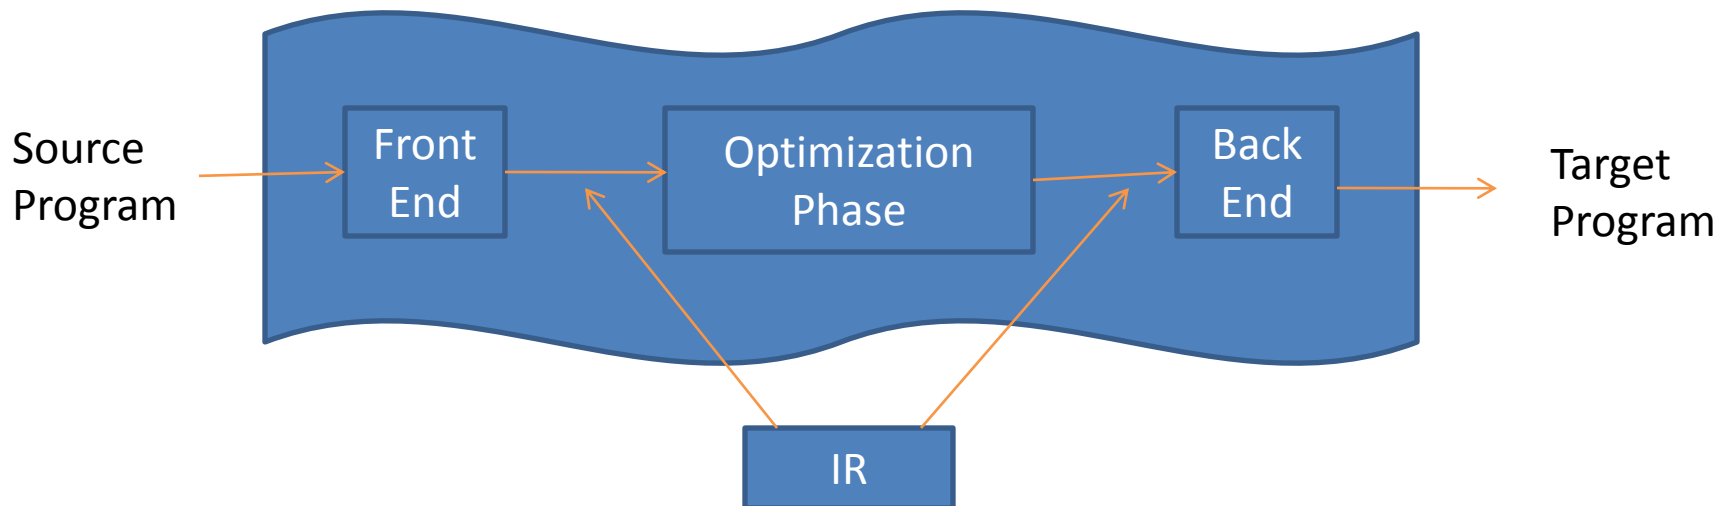 Source
Program
Front
End
Optimization
Phase
Back
End
Target
Program
IR